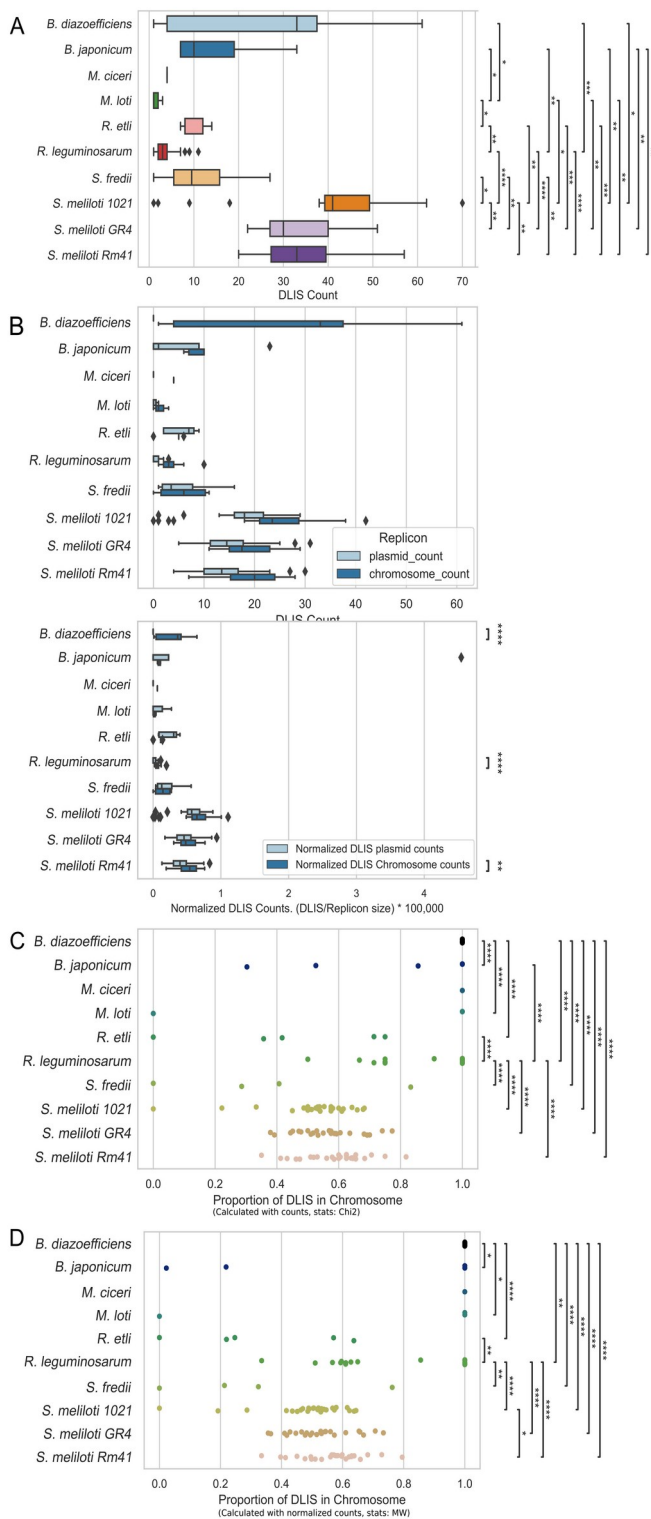 A
B. diazoefficiens
B. japonicum
M. ciceri
M. loti
R. etli
R. leguminosarum
S. fredii
S. meliloti 1021
S. meliloti GR4
S. meliloti Rm41
0 10 20 30 40 50 60 70
DLIS Count
B
B. diazoefficiens
B. japonicum
M. ciceri
M. loti
R. etli
R. leguminosarum
S. fredii
S. meliloti 1021
S. meliloti GR4
S. meliloti Rm41
Replicon
plasmid_count
chromosome_count
0 10 20 30 40 50 60
DLIS Count
B. diazoefficiens
B. japonicum
M. ciceri
M. loti
R. etli
R. leguminosarum
S. fredii
S. meliloti 1021
S. meliloti GR4
S. meliloti Rm41
Normalized DLIS plasmid counts
Normalized DLIS Chromosome counts
0 1 2 3 4
Normalized DLIS Counts. (DLIS/Replicon size) * 100,000
C
B. diazoefficiens
B. japonicum
M. ciceri
M. loti
R. etli
R. leguminosarum
S. fredii
S. meliloti 1021
S. meliloti GR4
S. meliloti Rm41
0.0 0.2 0.4 0.6 0.8 1.0
Proportion of DLIS in Chromosome
(Calculated with counts, stats: Chi2)
D
B. diazoefficiens
B. japonicum
M. ciceri
M. loti
R. etli
R. leguminosarum
S. fredii
S. meliloti 1021
S. meliloti GR4
S. meliloti Rm41
0.0 0.2 0.4 0.6 0.8 1.0
Proportion of DLIS in Chromosome
(Calculated with normalized counts, stats: MW)